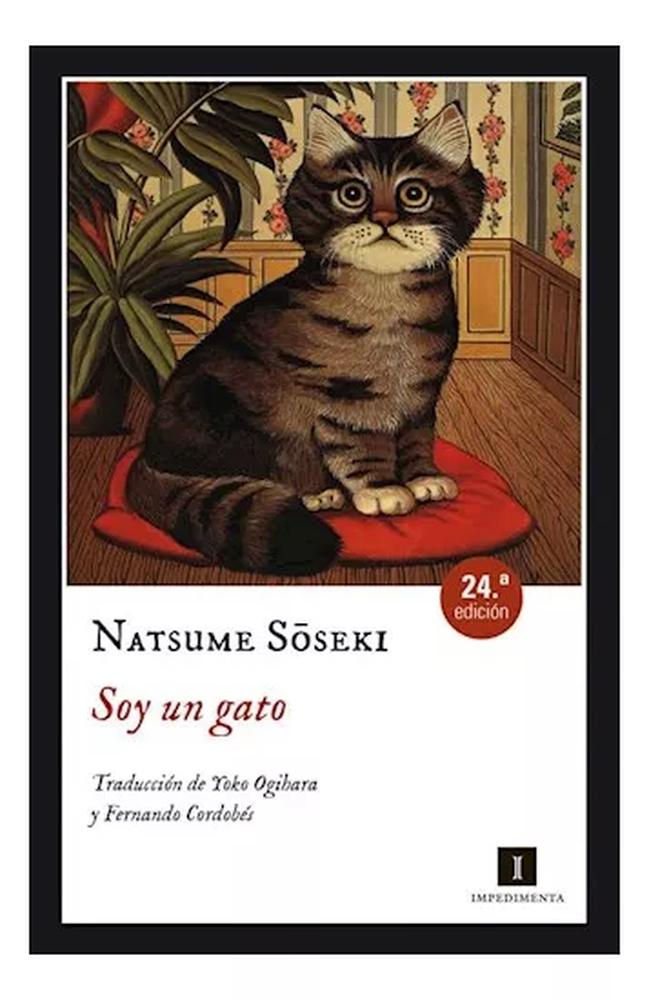 24.ª
edición
NATSUME SŌSEKI
Soy un gato
Traducción de Yoko Ogihara
y Fernando Cordobés
I
IMPEDIMENTA